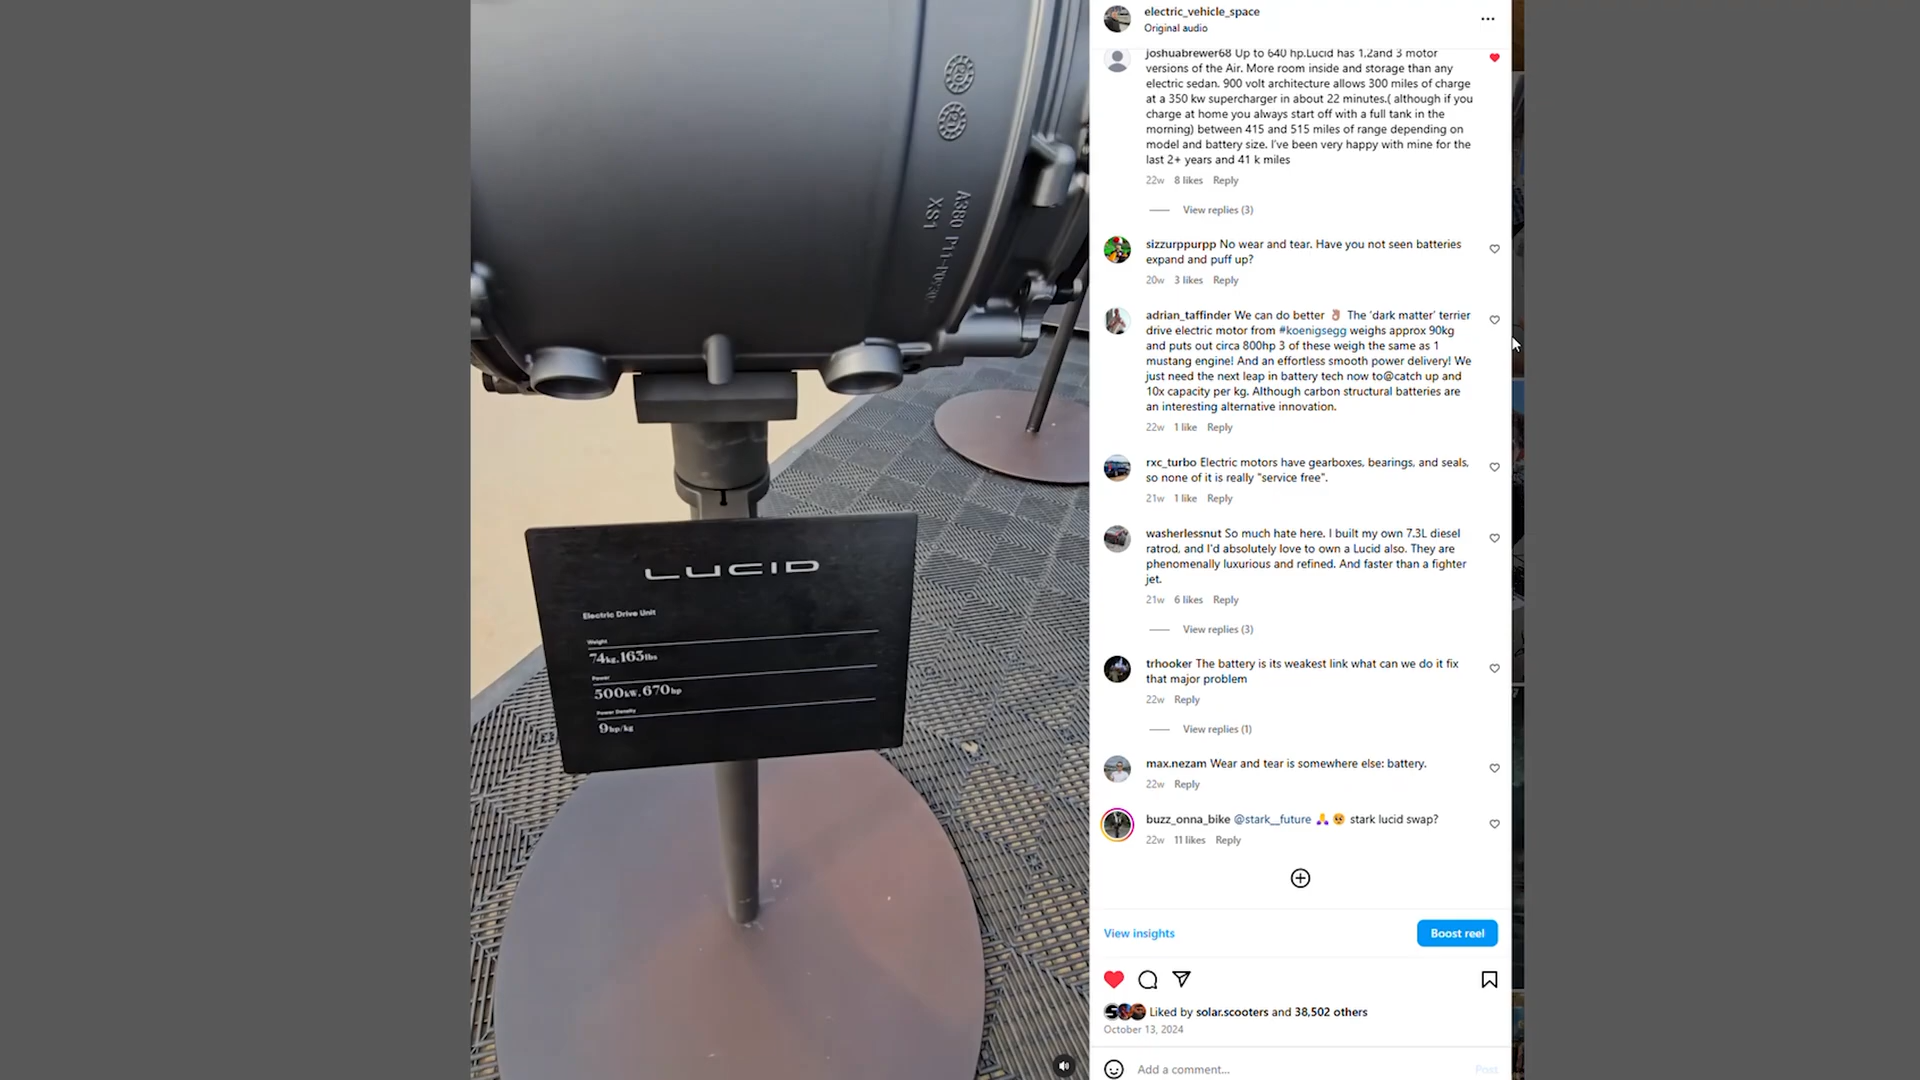 A380 P11-
XS1
LUCID
Electric Drive Unit
Weight
74kg, 163lbs
Power
500kW, 670hp
Power Density
9hp/kg
electric_vehicle_space
Original audio
joshuabrewer68 Up to 640 hp.Lucid has 1,2and 3 motor
versions of the Air. More room inside and storage than any
electric sedan. 900 volt architecture allows 300 miles of charge
at a 350 kw supercharger in about 22 minutes.( although if you
charge at home you always start off with a full tank in the
morning) between 415 and 515 miles of range depending on
model and battery size. I've been very happy with mine for the
last 2+ years and 41 k miles
22w 8 likes Reply
View replies (3)
sizzurppurpp No wear and tear. Have you not seen batteries
expand and puff up?
20w 3 likes Reply
adrian_taffinder We can do better 👌🏽 The 'dark matter' terrier
drive electric motor from #koenigsegg weighs approx 90kg
and puts out circa 800hp 3 of these weigh the same as 1
mustang engine! And an effortless smooth power delivery! We
just need the next leap in battery tech now to@catch up and
10x capacity per kg. Although carbon structural batteries are
an interesting alternative innovation.
22w 1 like Reply
rxc_turbo Electric motors have gearboxes, bearings, and seals,
so none of it is really "service free".
21w 1 like Reply
washerlessnut So much hate here. I built my own 7.3L diesel
ratrod, and I'd absolutely love to own a Lucid also. They are
phenomenally luxurious and refined. And faster than a fighter
jet.
21w 6 likes Reply
View replies (3)
trhooker The battery is its weakest link what can we do it fix
that major problem
22w Reply
View replies (1)
max.nezam Wear and tear is somewhere else: battery.
22w Reply
buzz_onna_bike @stark__future 🙏 🥺 stark lucid swap?
22w 11 likes Reply
View insights
Boost reel
Liked by solar.scooters and 38,502 others
October 13, 2024
Add a comment...
Post